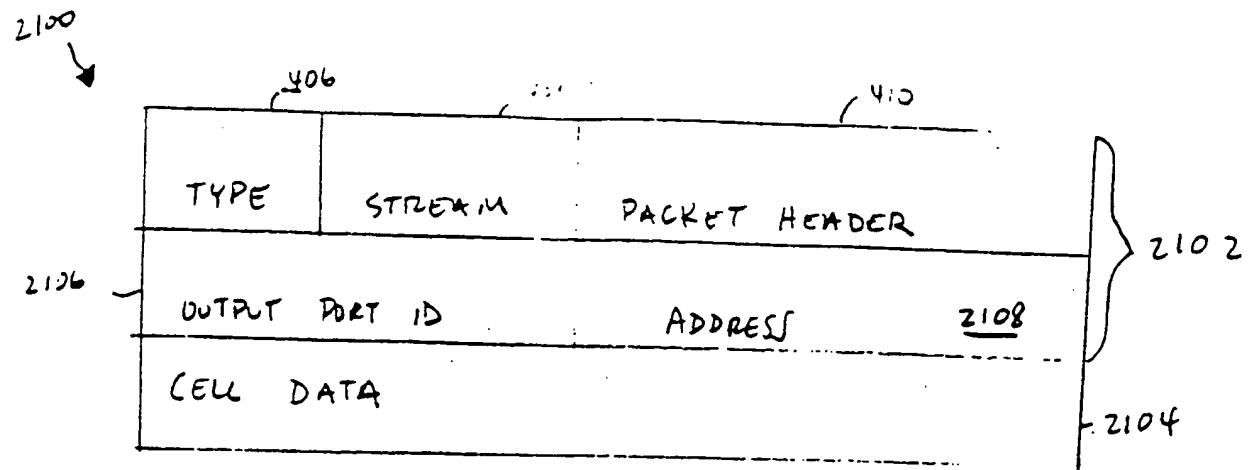 2100
406 410
TYPE STREAM PACKET HEADER
2102
2106 OUTPUT PORT ID ADDRESS 2108
CELL DATA
2104